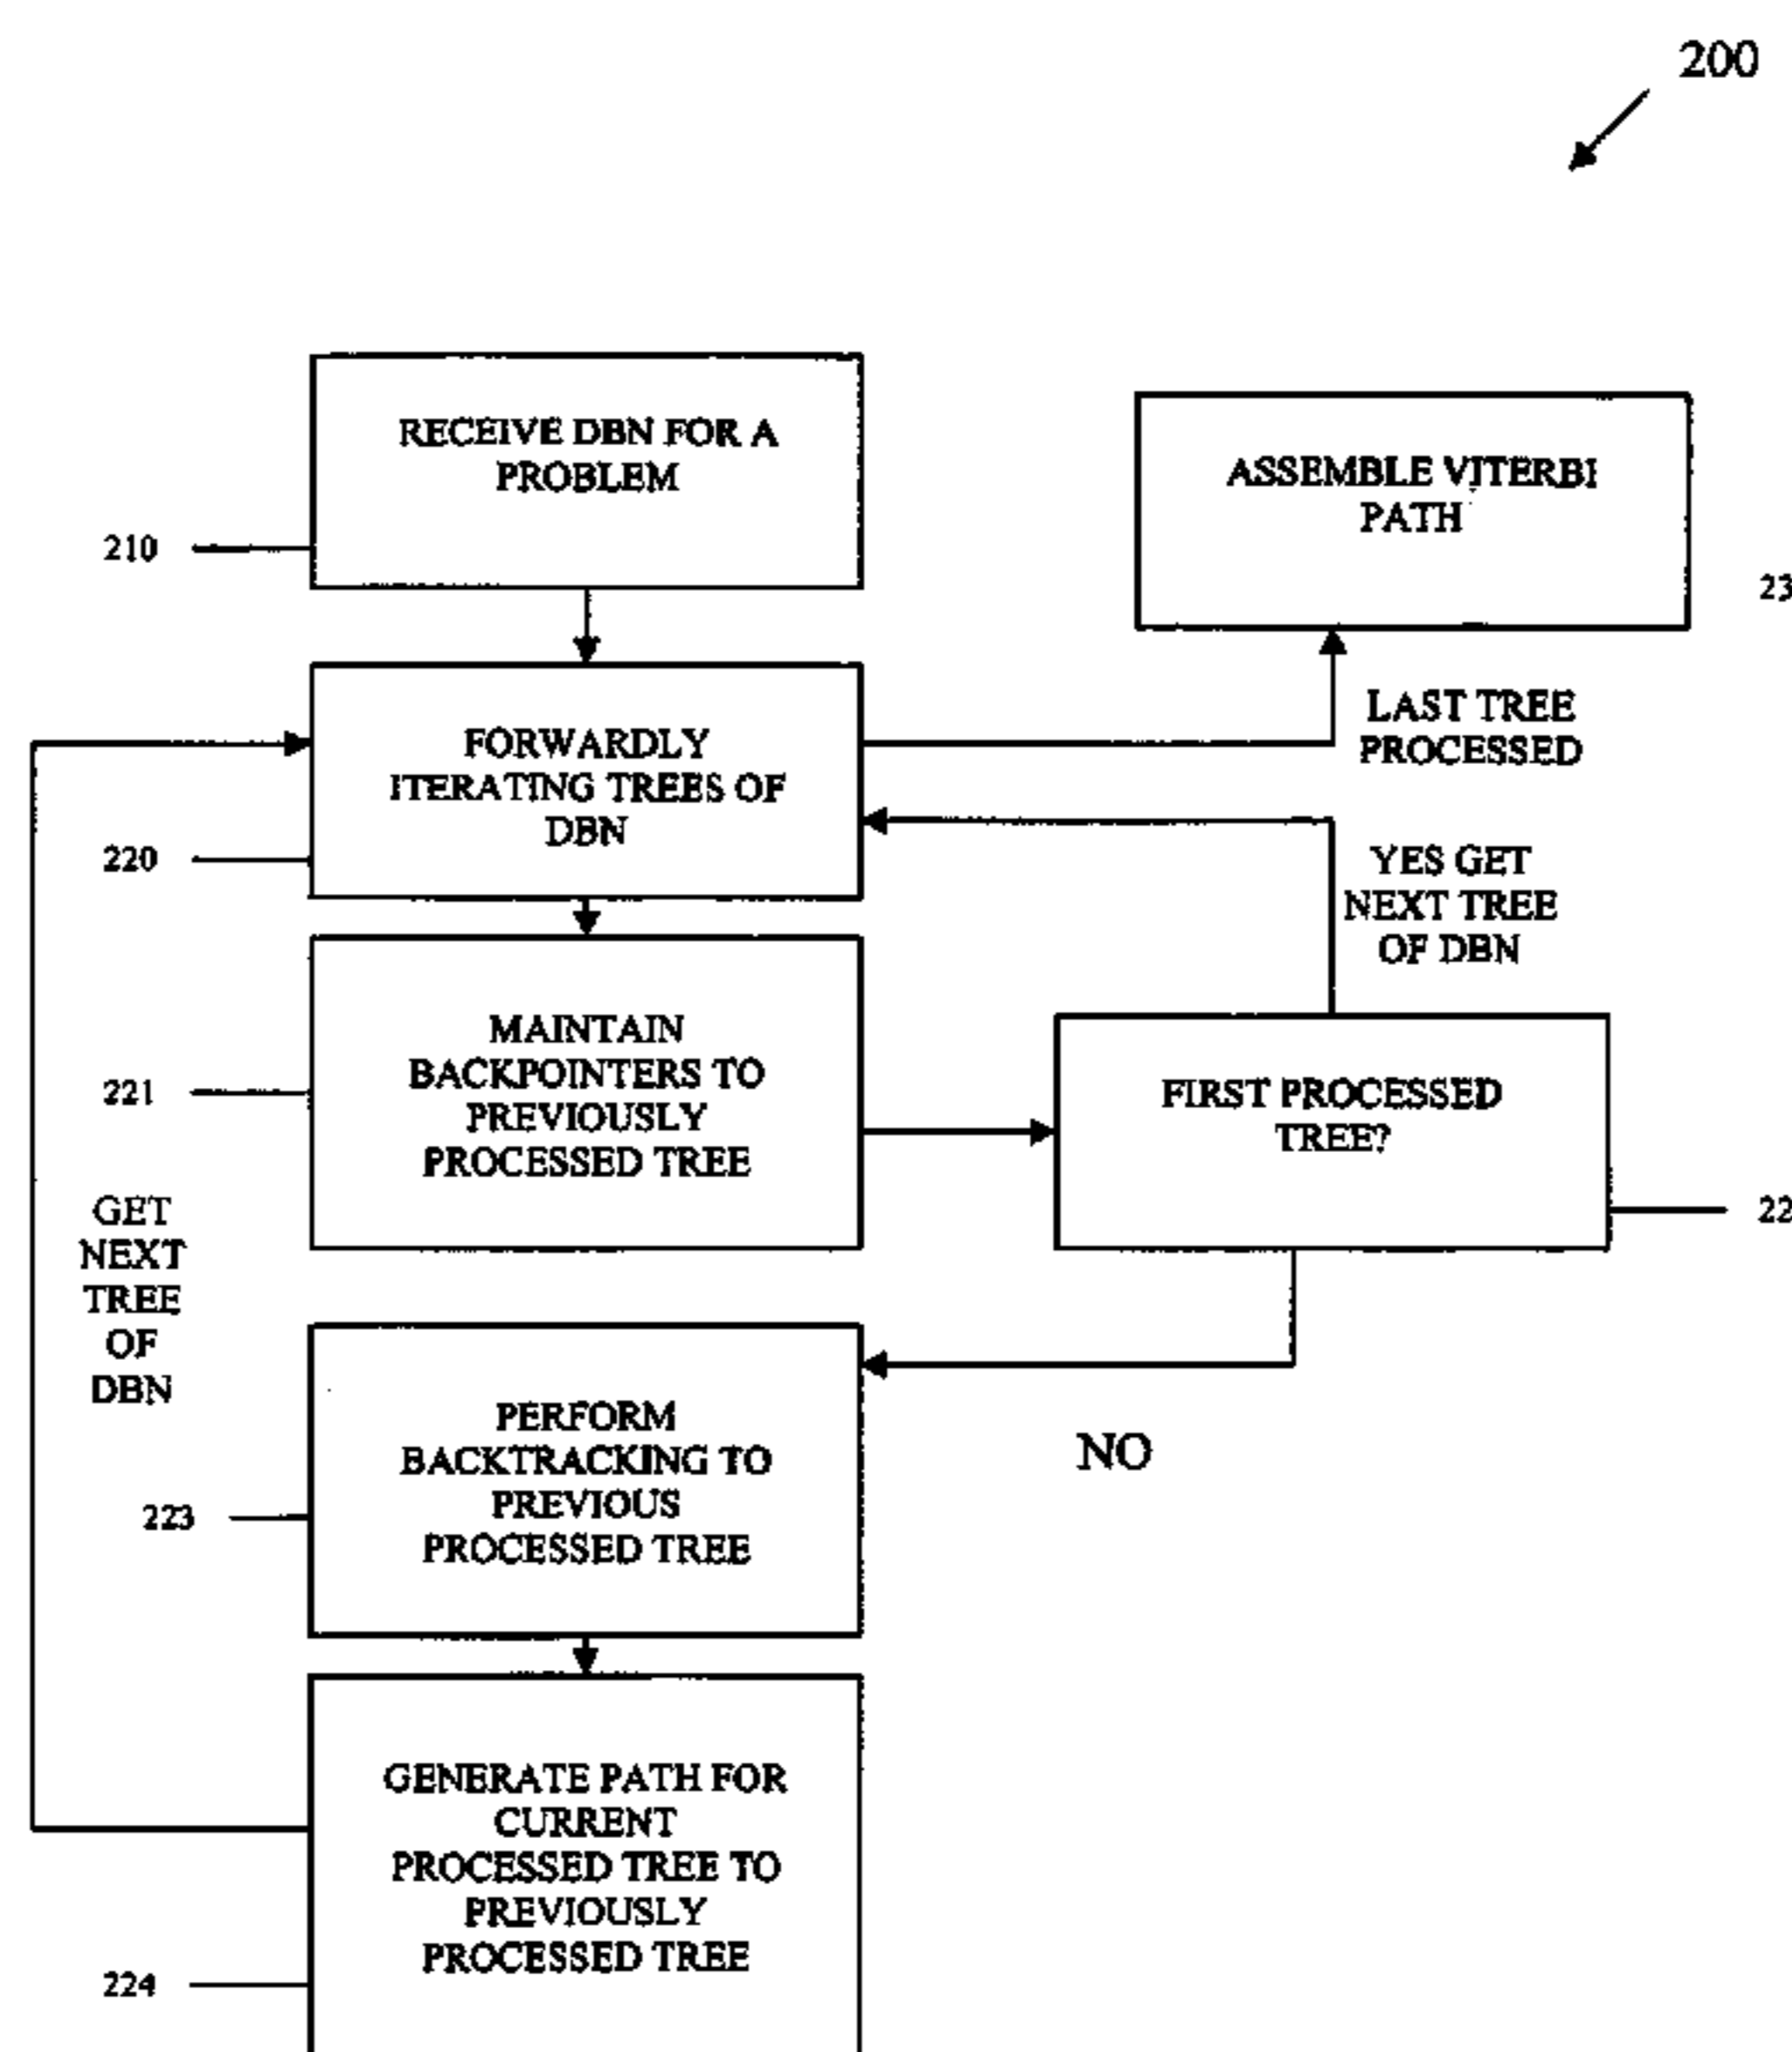 200
RECEIVE DBN FOR A
PROBLEM
210
ASSEMBLE VITERBI
PATH
23
LAST TREE
PROCESSED
FORWARDLY
ITERATING TREES OF
DBN
220
YES GET
NEXT TREE
OF DBN
MAINTAIN
BACKPOINTERS TO
PREVIOUSLY
PROCESSED TREE
221
FIRST PROCESSED
TREE?
22
GET
NEXT
TREE
OF
DBN
NO
PERFORM
BACKTRACKING TO
PREVIOUS
PROCESSED TREE
223
GENERATE PATH FOR
CURRENT
PROCESSED TREE TO
PREVIOUSLY
PROCESSED TREE
224